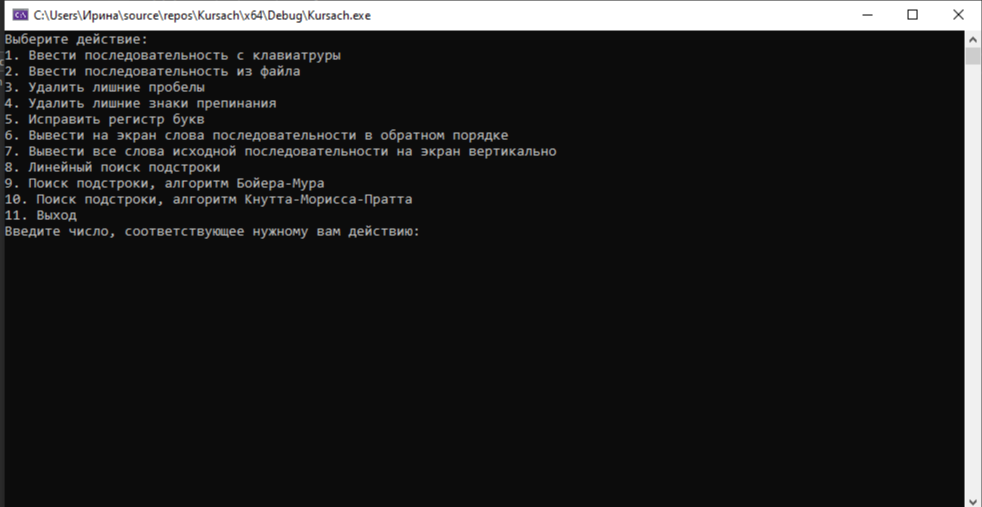 C:\Users\Ирина\source\repos\Kursach\x64\Debug\Kursach.exe
Выберите действие:
1. Ввести последовательность с клавиатруры
2. Ввести последовательность из файла
3. Удалить лишние пробелы
4. Удалить лишние знаки препинания
5. Исправить регистр букв
6. Вывести на экран слова последовательности в обратном порядке
7. Вывести все слова исходной последовательности на экран вертикально
8. Линейный поиск подстроки
9. Поиск подстроки, алгоритм Бойера-Мура
10. Поиск подстроки, алгоритм Кнутта-Морисса-Пратта
11. Выход
Введите число, соответствующее нужному вам действию: